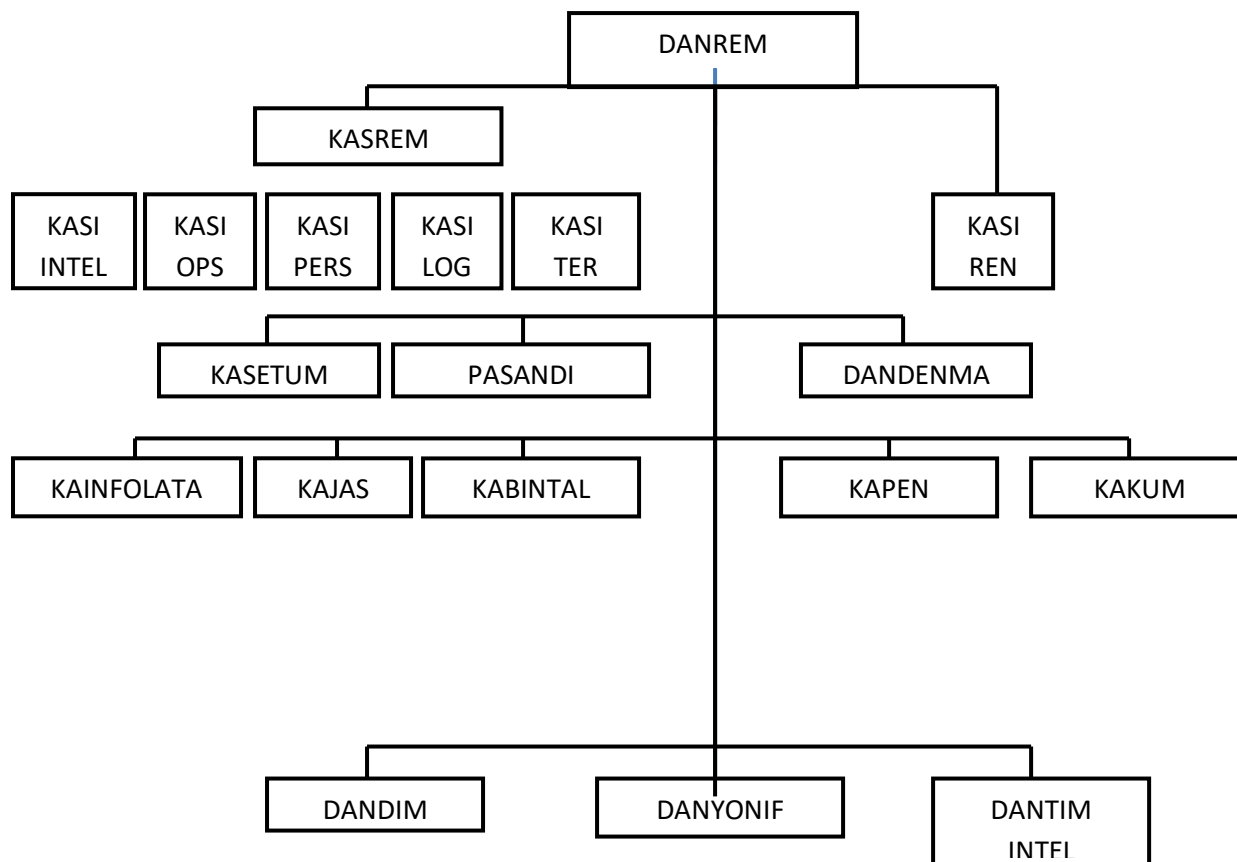 DANREM
KASREM
KASI
INTEL
KASI
OPS
KASI
PERS
KASI
LOG
KASI
TER
KASI
REN
KASETUM
PASANDI
DANDENMA
KAINFOLATA
KAJAS
KABINTAL
KAPEN
KAKUM
DANDIM
DANYONIF
DANTIM
INTEL